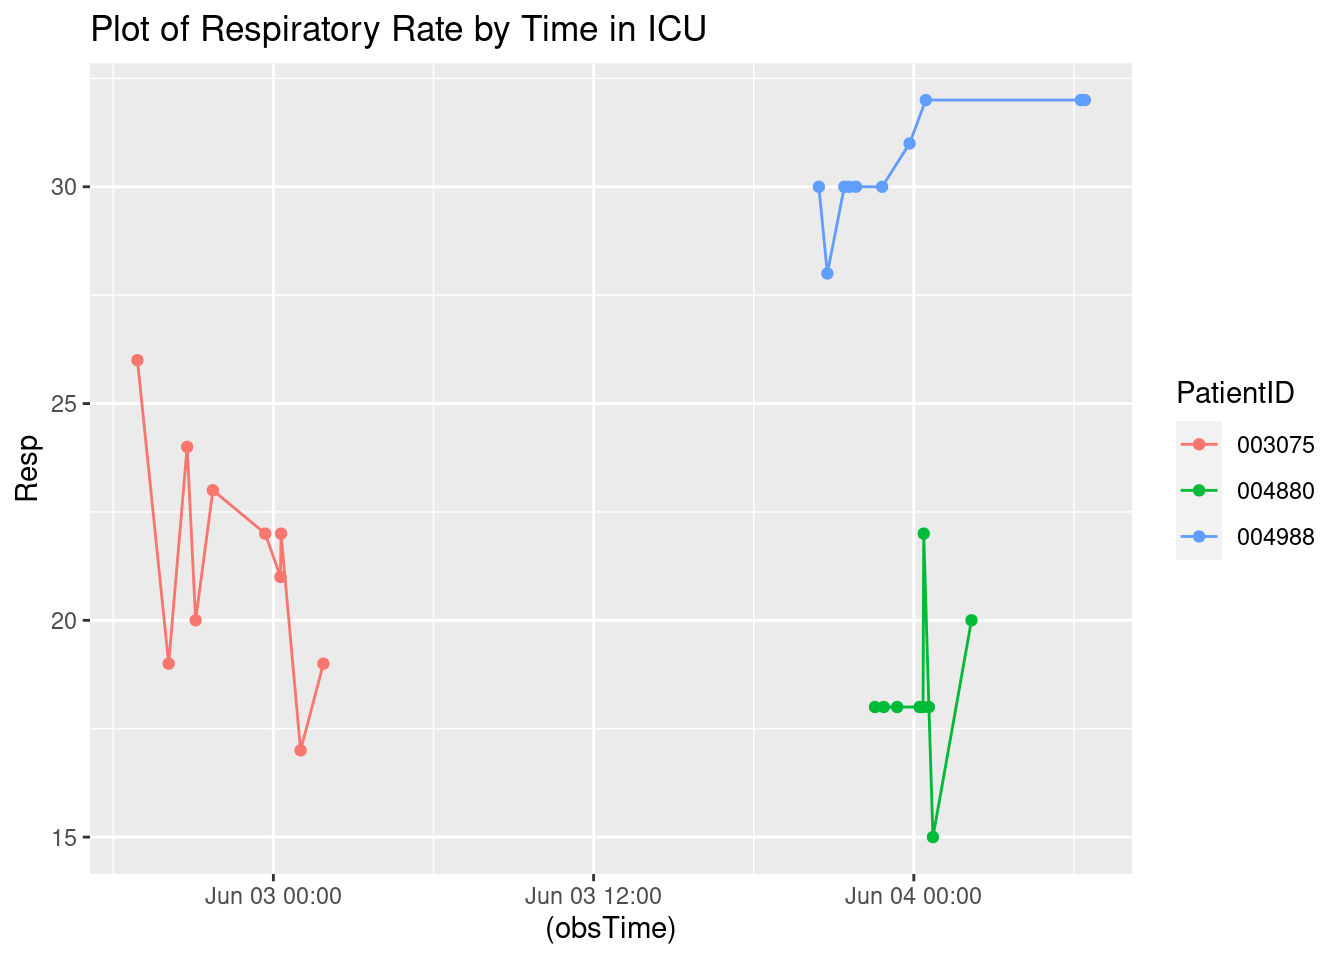 Plot of Respiratory Rate by Time in ICU
Resp
30
25
20
15
Jun 03 00:00
Jun 03 12:00
Jun 04 00:00
(obsTime)
PatientID
003075
004880
004988